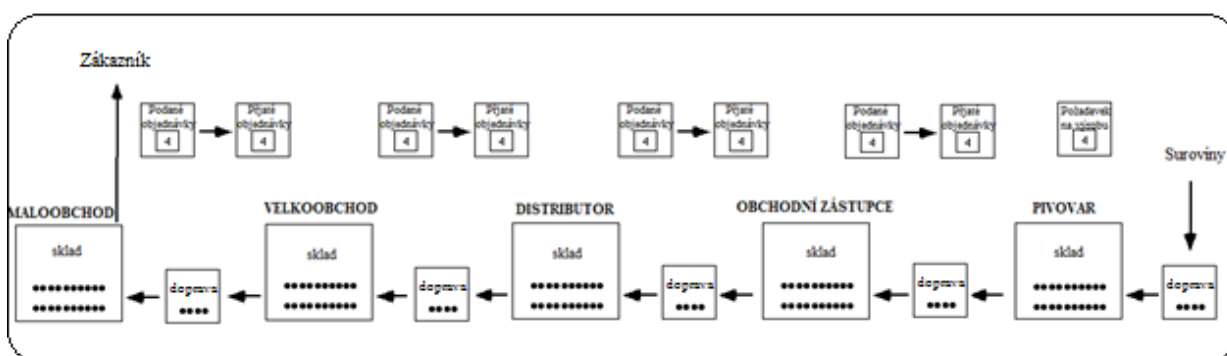 Zákazník
Podané objednávky
4
Přijaté objednávky
4
Podané objednávky
4
Přijaté objednávky
4
Podané objednávky
4
Přijaté objednávky
4
Podané objednávky
4
Přijaté objednávky
4
Požadavek na výrobu
4
Suroviny
MALOOBCHOD
VELKOOBCHOD
DISTRIBUTOR
OBCHODNÍ ZÁSTUPCE
PIVOVAR
sklad
sklad
sklad
sklad
sklad
doprava
doprava
doprava
doprava
doprava